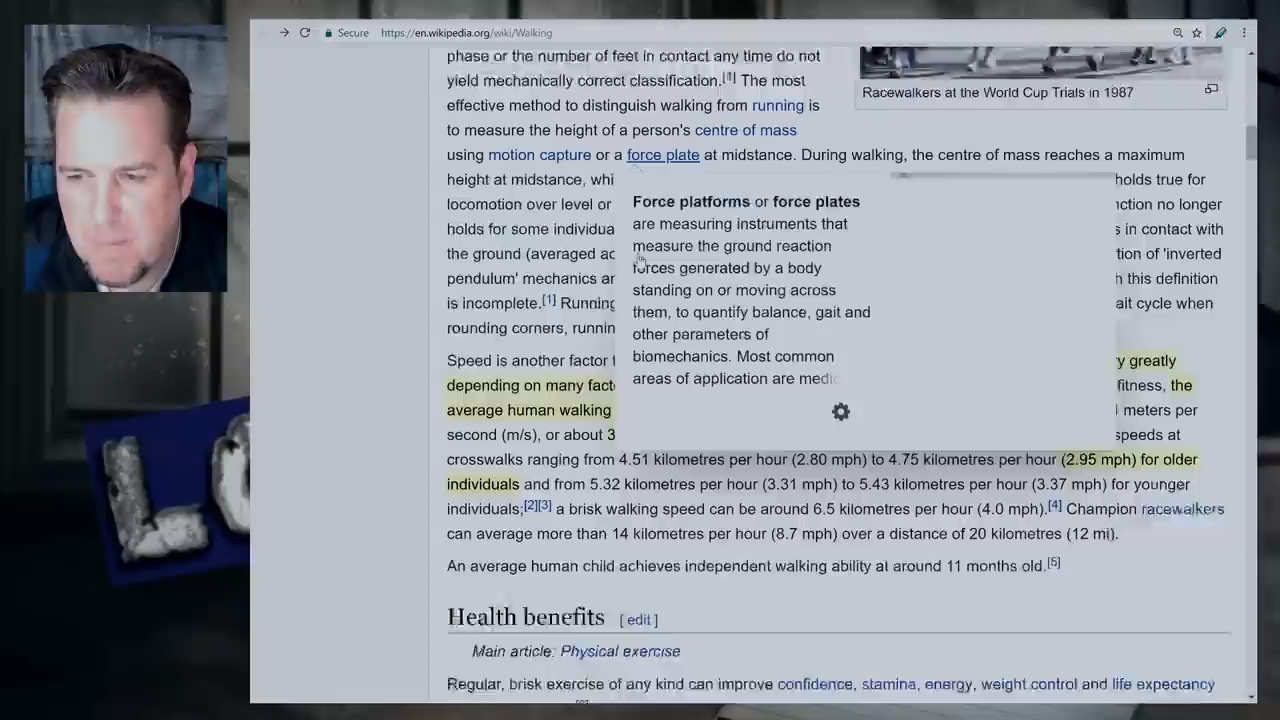 Secure https://en.wikipedia.org/wiki/Walking
phase or the number of feet in contact any time do not
yield mechanically correct classification.[1] The most
effective method to distinguish walking from running is
to measure the height of a person's centre of mass
using motion capture or a force plate at midstance. During walking, the centre of mass reaches a maximum
Racewalkers at the World Cup Trials in 1987
height at midstance, whi
holds true for
locomotion over level or
nction no longer
holds for some individua
s in contact with
the ground (averaged ac
tion of 'inverted
pendulum' mechanics ar
h this definition
is incomplete.[1] Running
ait cycle when
rounding corners, runnin
Force platforms or force plates
are measuring instruments that
measure the ground reaction
forces generated by a body
standing on or moving across
them, to quantify balance, gait and
other parameters of
biomechanics. Most common
areas of application are medic
Speed is another factor t
ry greatly
depending on many facto
fitness, the
average human walking
meters per
second (m/s), or about 3
speeds at
crosswalks ranging from 4.51 kilometres per hour (2.80 mph) to 4.75 kilometres per hour (2.95 mph) for older
individuals and from 5.32 kilometres per hour (3.31 mph) to 5.43 kilometres per hour (3.37 mph) for younger
individuals;[2][3] a brisk walking speed can be around 6.5 kilometres per hour (4.0 mph).[4] Champion racewalkers
can average more than 14 kilometres per hour (8.7 mph) over a distance of 20 kilometres (12 mi).
An average human child achieves independent walking ability at around 11 months old.[5]
Health benefits [ edit ]
Main article: Physical exercise
Regular, brisk exercise of any kind can improve confidence, stamina, energy, weight control and life expectancy
[6]
LO